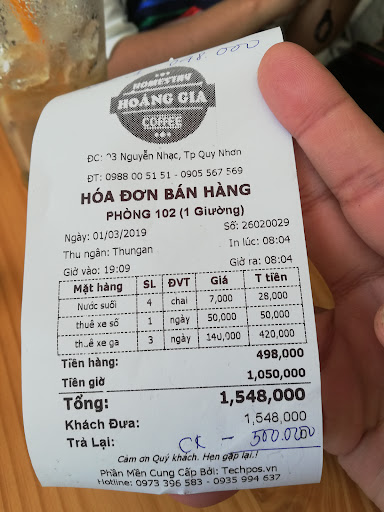 HOMESTAY
HOÀNG GIA
COFFEE
ĐC: 03 Nguyễn Nhạc, Tp Quy Nhơn
ĐT: 0988 00 51 51 - 0905 567 569
HÓA ĐƠN BÁN HÀNG
PHÒNG 102 (1 Giường)
Ngày: 01/03/2019 Số: 26020029
Thu ngân: Thungan In lúc: 08:04
Giờ vào: 19:09 Giờ ra: 08:04
Mặt hàng SL ĐVT Giá T tiền
Nước suối 4 chai 7,000 28,000
thuê xe số 1 ngày 50,000 50,000
thuê xe ga 3 ngày 140,000 420,000
Tiền hàng: 498,000
Tiền giờ 1,050,000
Tổng: 1,548,000
Khách Đưa: 1,548,000
Trả Lại:
CK - 500.000
Cảm ơn Quý khách. Hẹn gặp lại.!
Phần Mềm Cung Cấp Bởi: Techpos.vn
Hotline: 0973 396 583 - 0935 994 637